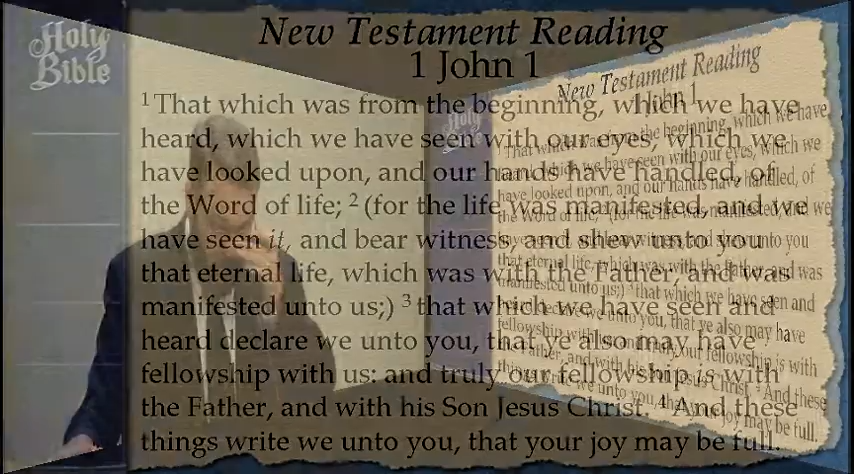 Holy
Bible
New Testament Reading
1 John 1
1 That which was from the beginning, which we have
heard, which we have seen with our eyes, which we
have looked upon, and our hands have handled, of
the Word of life; 2 (for the life was manifested, and we
have seen it, and bear witness, and shew unto you
that eternal life, which was with the Father, and was
manifested unto us;) 3 that which we have seen and
heard declare we unto you, that ye also may have
fellowship with us: and truly our fellowship is with
the Father, and with his Son Jesus Christ. 4 And these
things write we unto you, that your joy may be full.
New Testament Reading
John 1